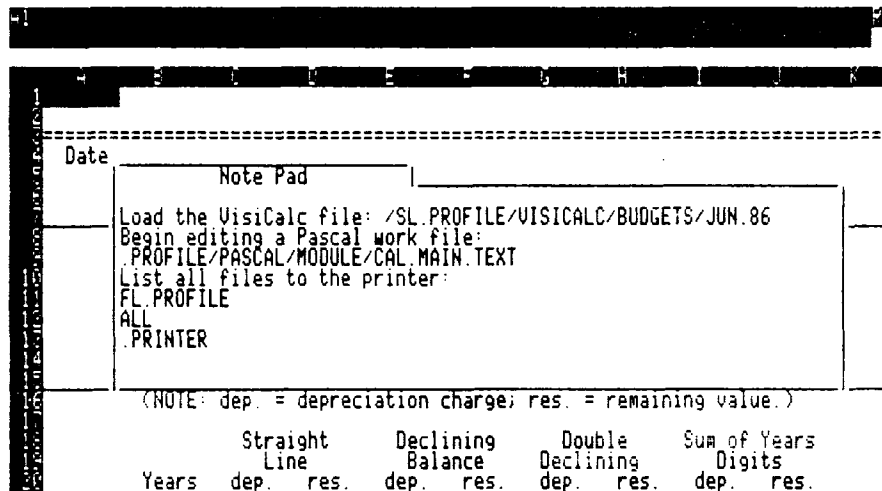 A1
A B C D E F G H I J K
1
Date
Note Pad
Load the VisiCalc file: /SL.PROFILE/VISICALC/BUDGETS/JUN.86
Begin editing a Pascal work file:
.PROFILE/PASCAL/MODULE/CAL.MAIN.TEXT
List all files to the printer:
FL.PROFILE
ALL
.PRINTER
(NOTE: dep. = depreciation charge; res. = remaining value.)
Straight Declining Double Sum of Years
Line Balance Declining Digits
Years dep. res. dep. res. dep. res. dep. res.